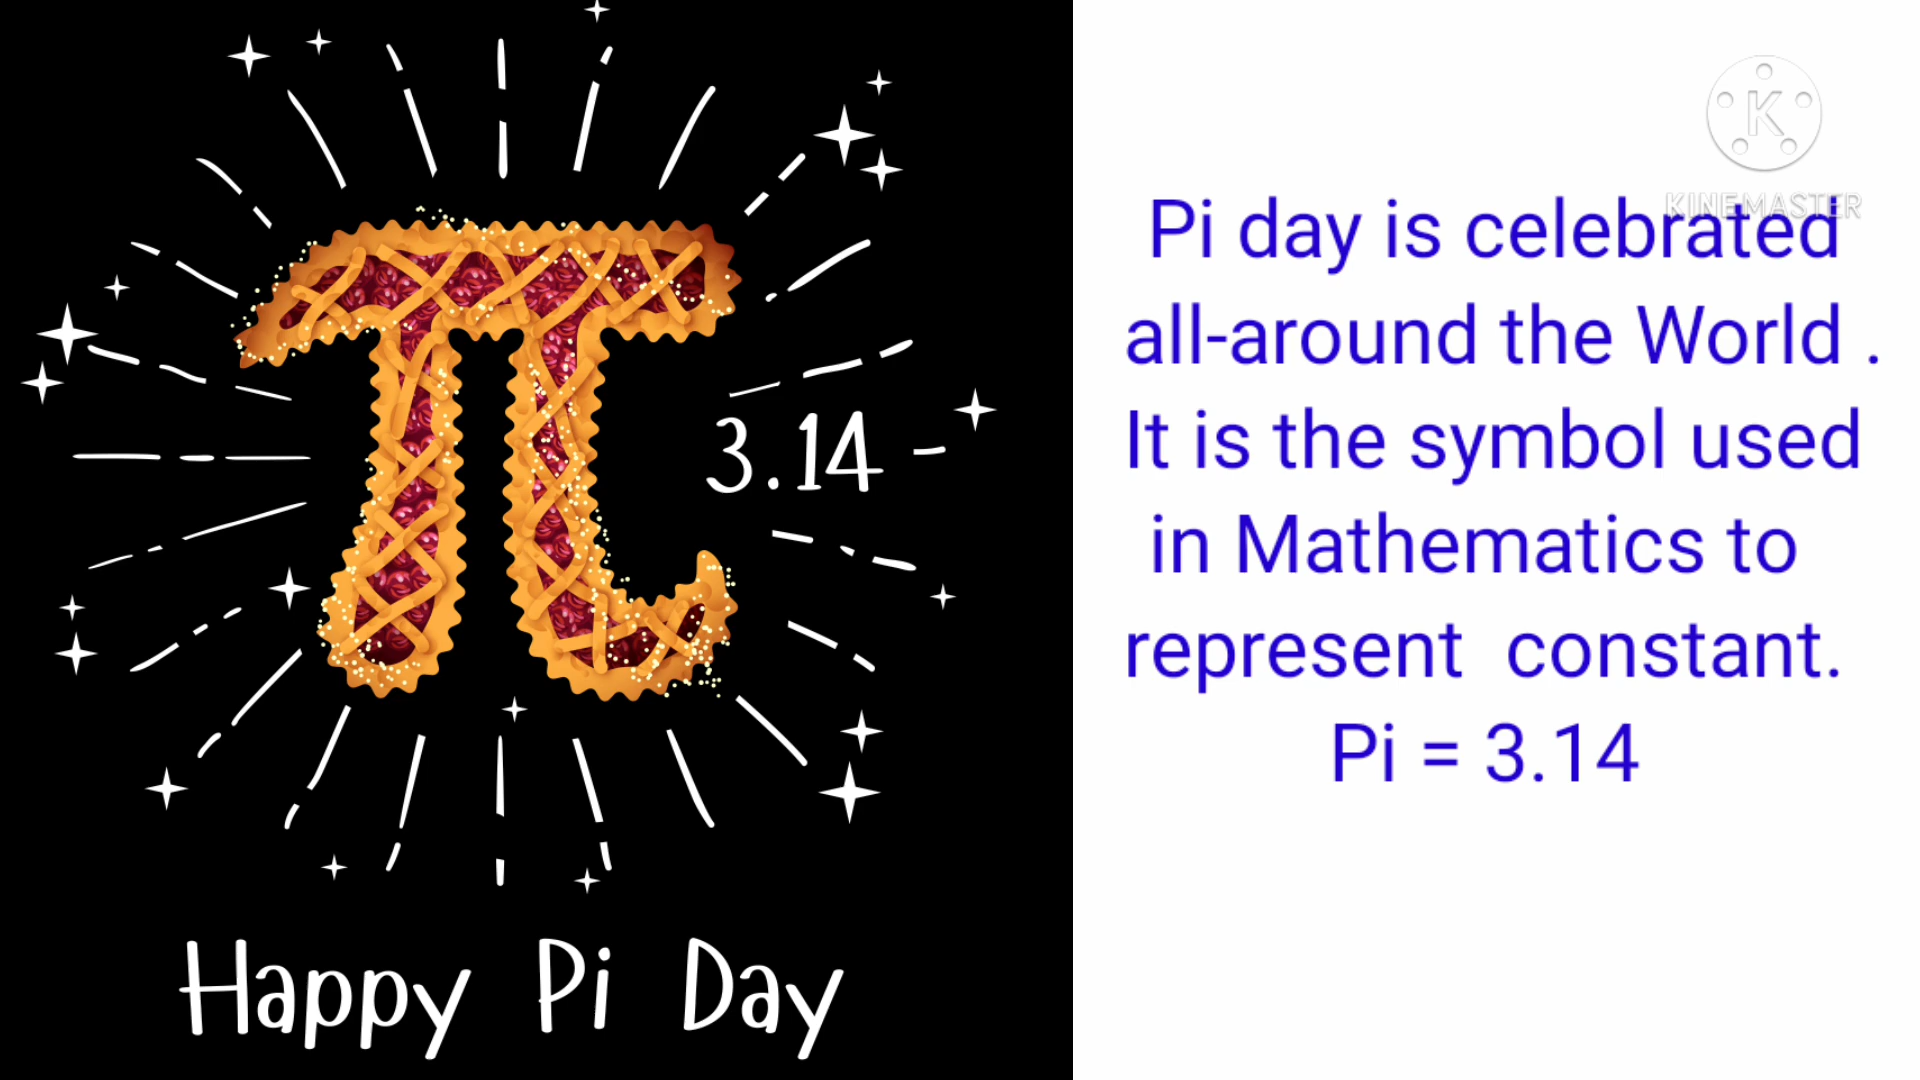 3.14
Happy Pi Day
K
KINEMASTER
Pi day is celebrated
all-around the World .
It is the symbol used
in Mathematics to
represent  constant.
Pi = 3.14